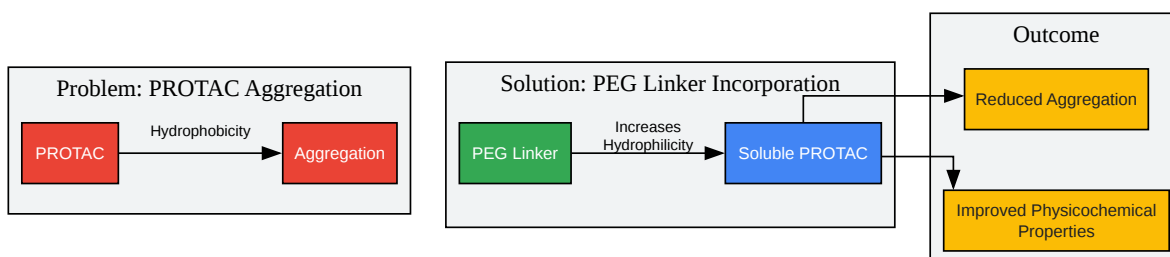 Problem: PROTAC Aggregation
PROTAC
Hydrophobicity
Aggregation
Solution: PEG Linker Incorporation
PEG Linker
Increases
Hydrophilicity
Soluble PROTAC
Outcome
Reduced Aggregation
Improved Physicochemical
Properties